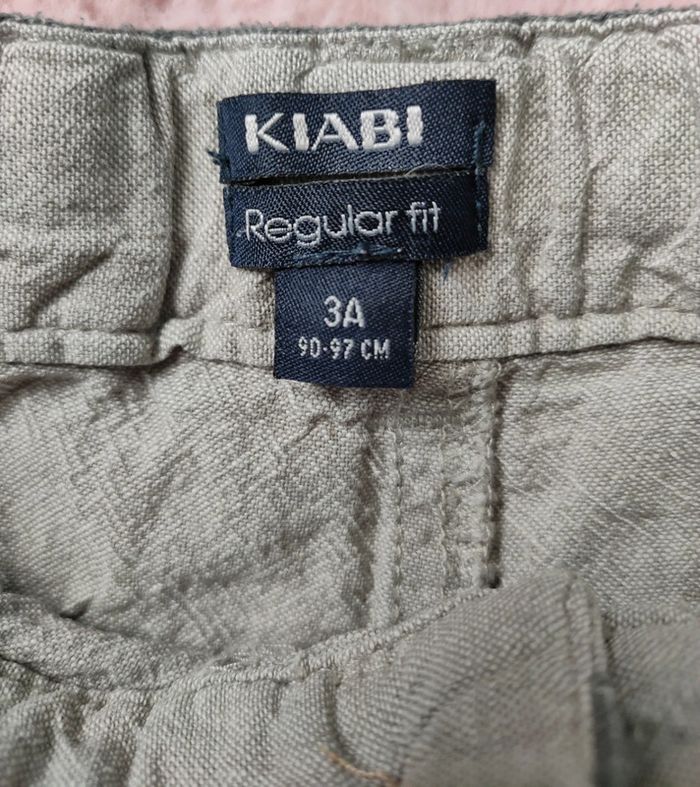 KIABI
Regular fit
3A
90-97 CM